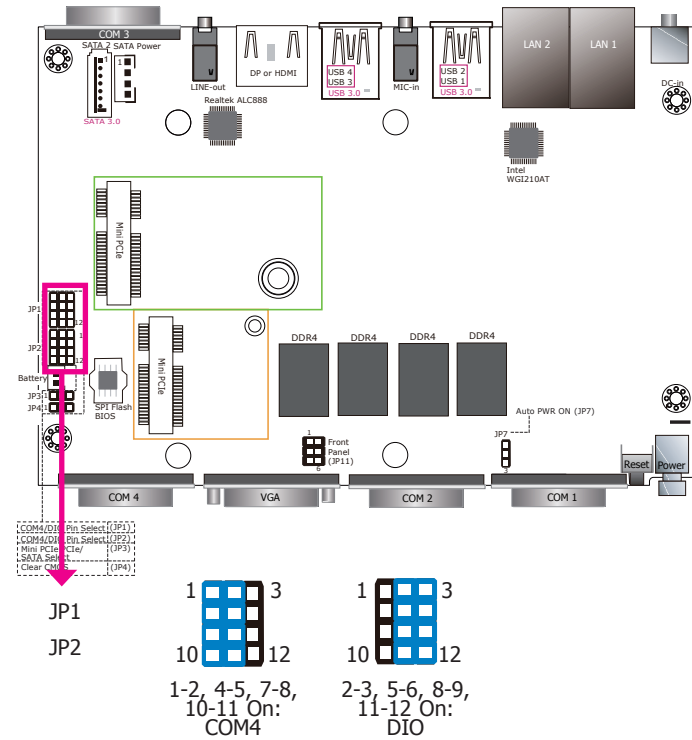 COM 3
SATA 2 SATA Power
1
1
SATA 3.0
LINE-out
Realtek ALC888
DP or HDMI
USB 4
USB 3
USB 3.0
MIC-in
USB 2
USB 1
USB 3.0
LAN 2
LAN 1
DC-in
Intel
WGI210AT
Mini PCIe
Mini PCIe
JP1
12
1
JP2
12
Battery
JP3 1
JP4 1
SPI Flash
BIOS
DDR4
DDR4
DDR4
DDR4
Auto PWR ON (JP7)
JP7
3
1
Front
Panel
(JP11)
6
Reset
Power
COM 4
VGA
COM 2
COM 1
COM4/DIO Pin Select (JP1)
COM4/DIO Pin Select (JP2)
Mini PCIe PCIe/
SATA Select
(JP3)
Clear CMOS
(JP4)
JP1
JP2
1
3
10
12
1-2, 4-5, 7-8,
10-11 On:
COM4
1
3
10
12
2-3, 5-6, 8-9,
11-12 On:
DIO